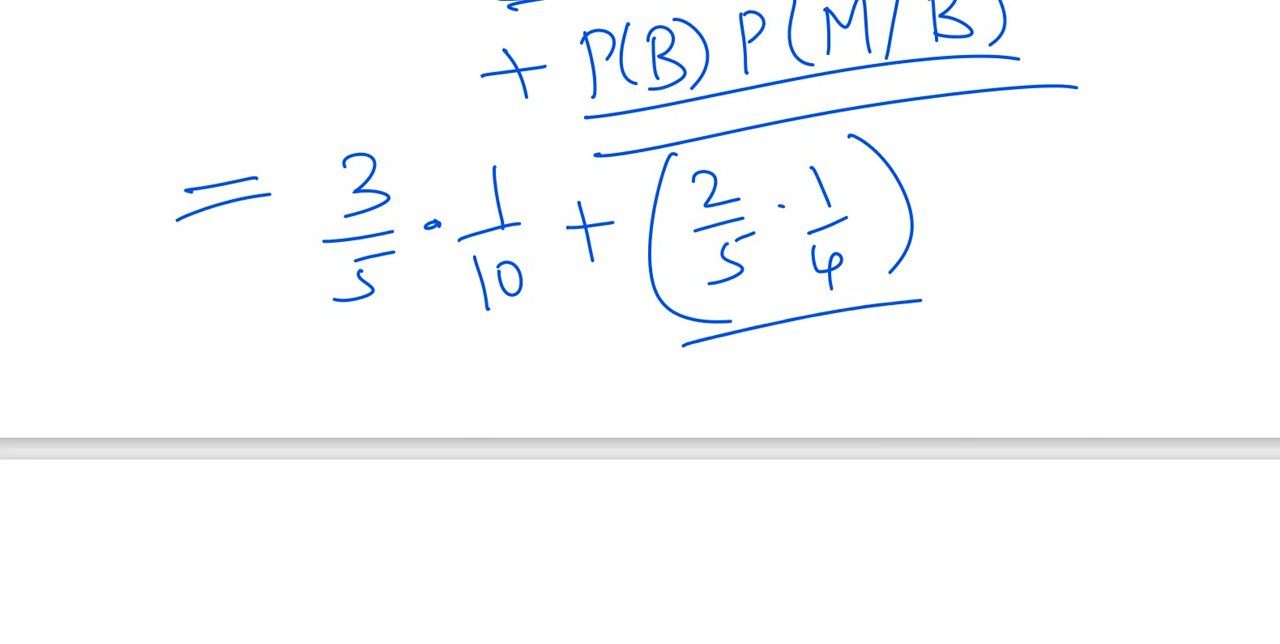 + P(B) P(M/B)
= 3/5 · 1/10 + (2/5 · 1/4)